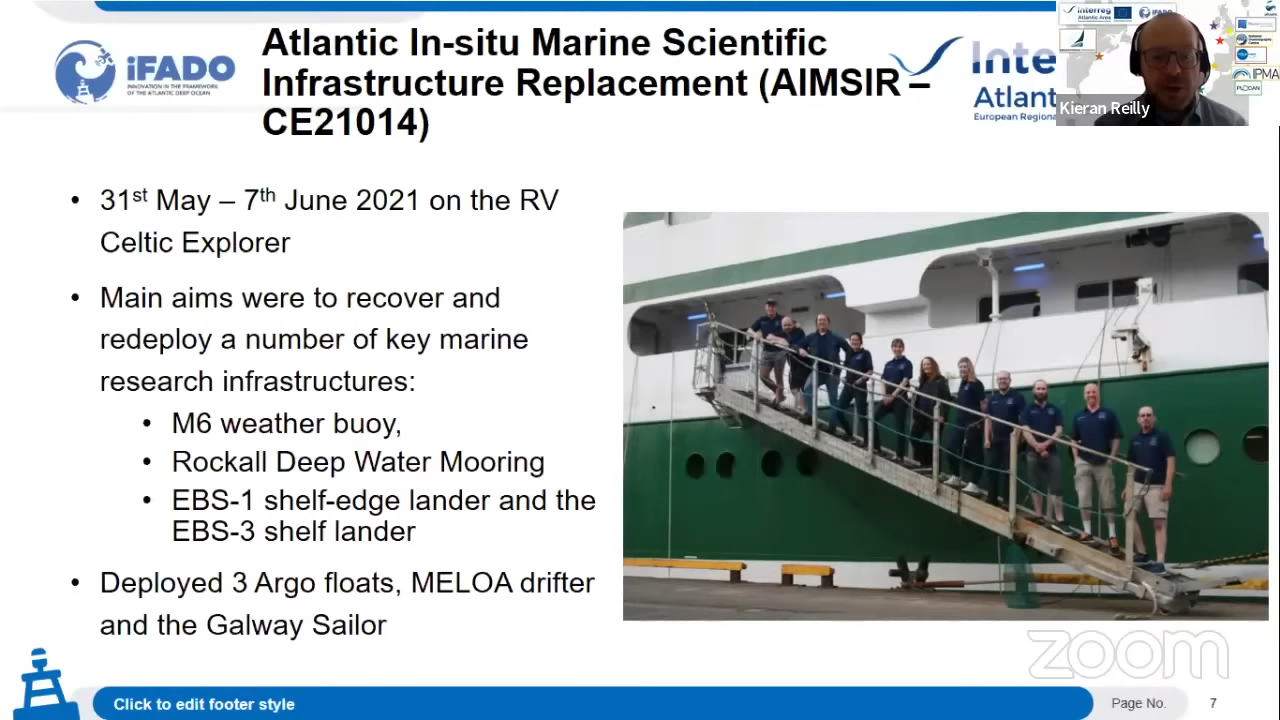 Atlantic In-situ Marine Scientific
Infrastructure Replacement (AIMSIR –
CE21014)
iFADO
INNOVATION IN THE FRAMEWORK
OF THE ATLANTIC DEEP OCEAN
Inte
Atlant
European Regiona
Interreg
Atlantic Area
iFADO
IPMA
PLOCAN
Kieran Reilly
• 31st May – 7th June 2021 on the RV
Celtic Explorer
• Main aims were to recover and
redeploy a number of key marine
research infrastructures:
• M6 weather buoy,
• Rockall Deep Water Mooring
• EBS-1 shelf-edge lander and the
EBS-3 shelf lander
• Deployed 3 Argo floats, MELOA drifter
and the Galway Sailor
zoom
Click to edit footer style
Page No. 7